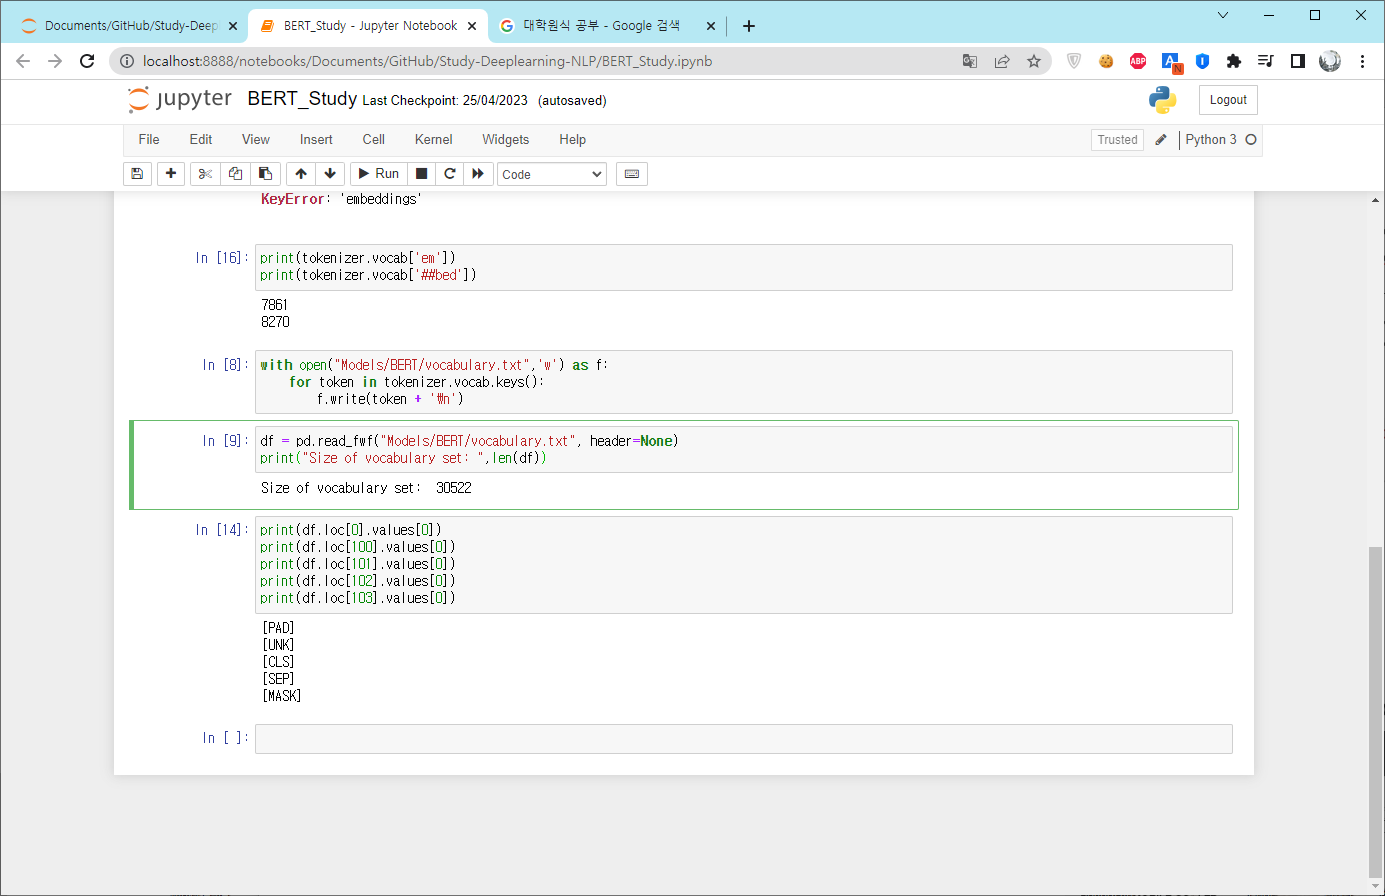 Documents/GitHub/Study-Deep
BERT_Study - Jupyter Notebook
대학원식 공부 - Google 검색
localhost:8888/notebooks/Documents/GitHub/Study-Deeplearning-NLP/BERT_Study.ipynb
ABP
jupyter BERT_Study Last Checkpoint: 25/04/2023 (autosaved)
Logout
File Edit View Insert Cell Kernel Widgets Help
Trusted Python 3
Run Code
KeyError: 'embeddings'
In [16]: print(tokenizer.vocab['em'])
print(tokenizer.vocab['##bed'])
7861
8270
In [8]: with open("Models/BERT/vocabulary.txt",'w') as f:
for token in tokenizer.vocab.keys():
f.write(token + '₩n')
In [9]: df = pd.read_fwf("Models/BERT/vocabulary.txt", header=None)
print("Size of vocabulary set: ",len(df))
Size of vocabulary set:  30522
In [14]: print(df.loc[0].values[0])
print(df.loc[100].values[0])
print(df.loc[101].values[0])
print(df.loc[102].values[0])
print(df.loc[103].values[0])
[PAD]
[UNK]
[CLS]
[SEP]
[MASK]
In [ ]: